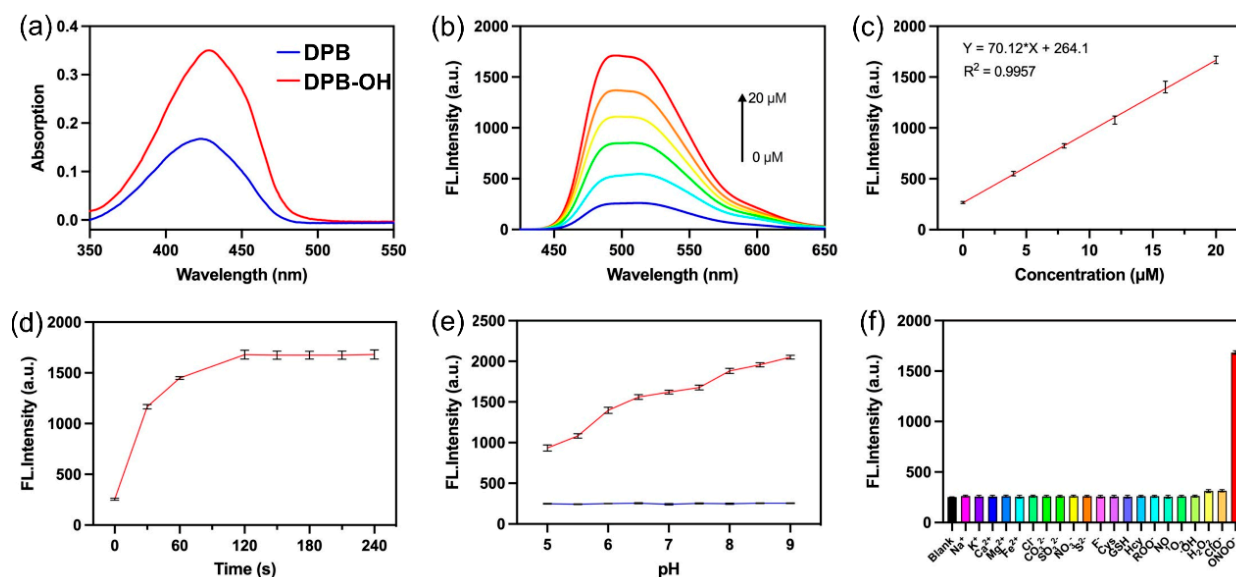 (a)
0.4
0.3
0.2
0.1
0.0
Absorption
DPB
DPB-OH
350 400 450 500 550
Wavelength (nm)
(b)
2000
1500
1000
500
0
FL.Intensity (a.u.)
20 µM
0 µM
450 500 550 600 650
Wavelength (nm)
(c)
2000
1500
1000
500
0
FL.Intensity (a.u.)
Y = 70.12*X + 264.1
R² = 0.9957
0 5 10 15 20
Concentration (µM)
(d)
2000
1500
1000
500
0
FL.Intensity (a.u.)
0 60 120 180 240
Time (s)
(e)
2500
2000
1500
1000
500
0
FL.Intensity (a.u.)
5 6 7 8 9
pH
(f)
2000
1500
1000
500
0
FL.Intensity (a.u.)
Blank
Na⁺
K⁺
Ca²⁺
Mg²⁺
Fe²⁺
Cl⁻
CO₃²⁻
SO₄²⁻
S²⁻
F⁻
Cys
GSH
Hcy
ROO·
NO
¹O₂
·OH
H₂O₂
ClO⁻
ONOO⁻